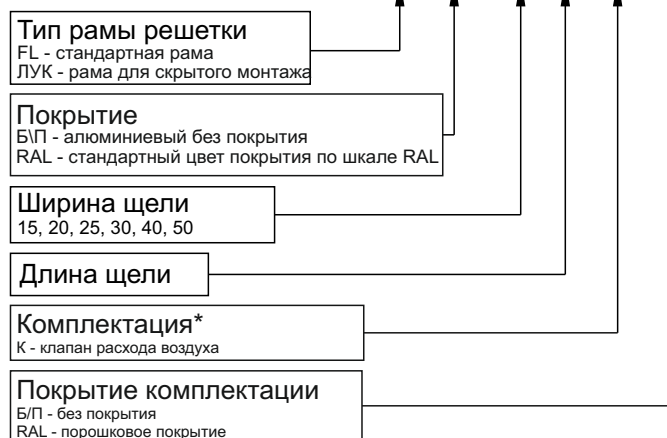 Тип рамы решетки
FL - стандартная рама
ЛУК - рама для скрытого монтажа
Покрытие
Б\П - алюминиевый без покрытия
RAL - стандартный цвет покрытия по шкале RAL
Ширина щели
15, 20, 25, 30, 40, 50
Длина щели
Комплектация*
К - клапан расхода воздуха
Покрытие комплектации
Б/П - без покрытия
RAL - порошковое покрытие